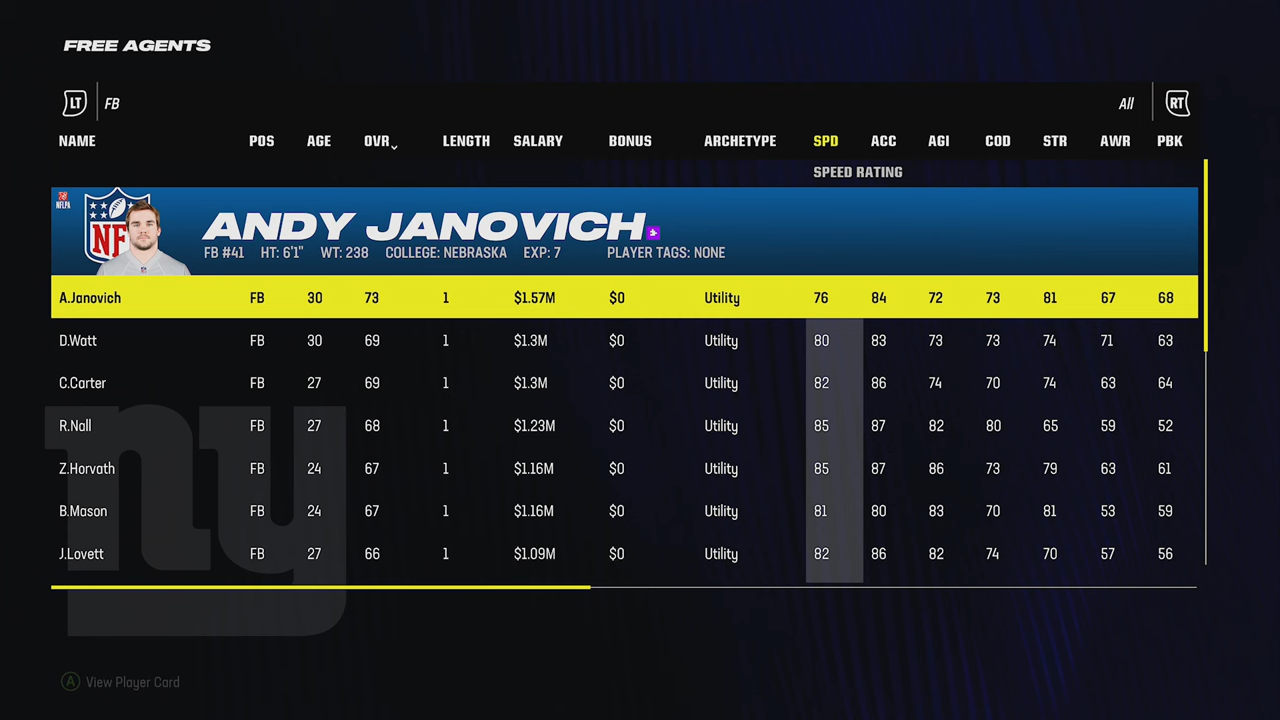 FREE AGENTS
LT FB All RT
NAME POS AGE OVR LENGTH SALARY BONUS ARCHETYPE SPD ACC AGI COD STR AWR PBK
SPEED RATING
NFLPA
NF
ANDY JANOVICH
FB #41 HT: 6'1" WT: 238 COLLEGE: NEBRASKA EXP: 7 PLAYER TAGS: NONE
A.Janovich FB 30 73 1 $1.57M $0 Utility 76 84 72 73 81 67 68
D.Watt FB 30 69 1 $1.3M $0 Utility 80 83 73 73 74 71 63
C.Carter FB 27 69 1 $1.3M $0 Utility 82 86 74 70 74 63 64
R.Nall FB 27 68 1 $1.23M $0 Utility 85 87 82 80 65 59 52
Z.Horvath FB 24 67 1 $1.16M $0 Utility 85 87 86 73 79 63 61
B.Mason FB 24 67 1 $1.16M $0 Utility 81 80 83 70 81 53 59
J.Lovett FB 27 66 1 $1.09M $0 Utility 82 86 82 74 70 57 56
ny
A View Player Card